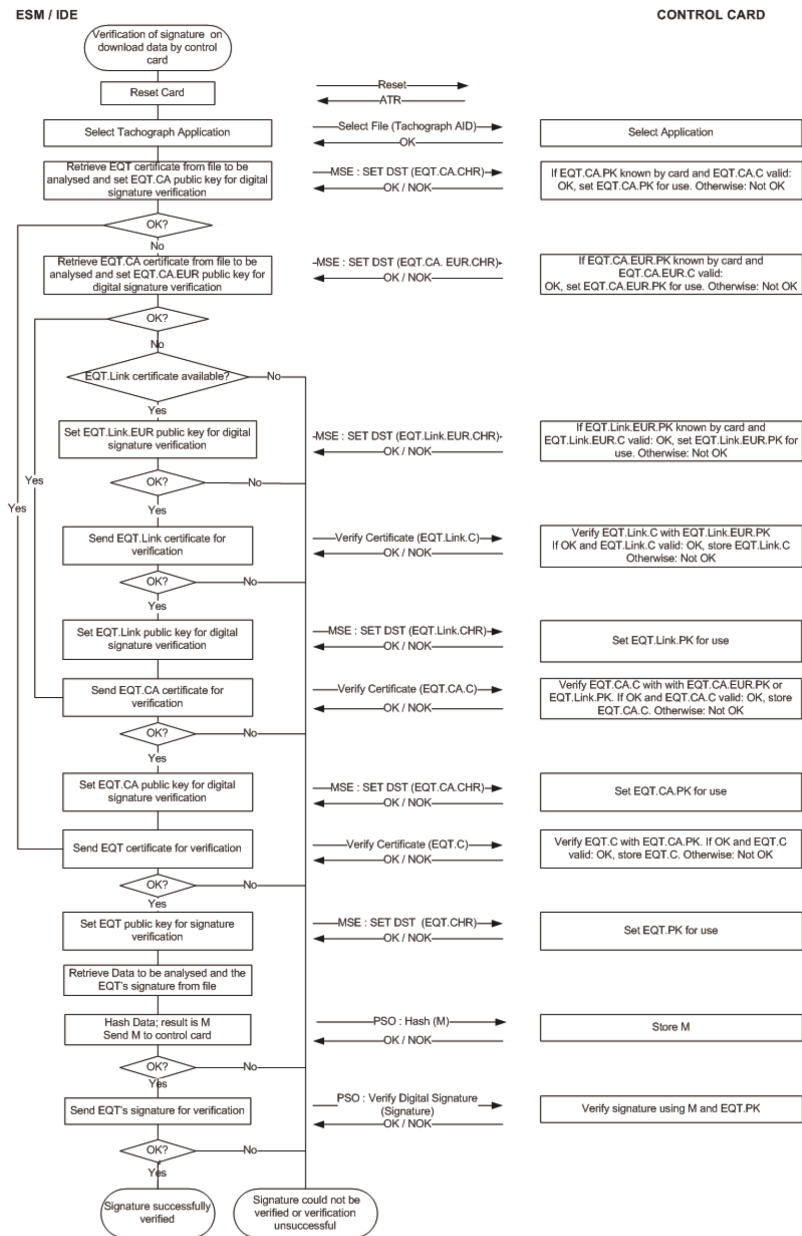 ESM / IDE
CONTROL CARD
Verification of signature on
download data by control
card
Reset Card
Reset
ATR
Select Tachograph Application
Select File (Tachograph AID)
OK
Select Application
Retrieve EQT certificate from file to be
analysed and set EQT.CA public key for digital
signature verification
MSE : SET DST (EQT.CA.CHR)
OK / NOK
If EQT.CA.PK known by card and EQT.CA.C valid:
OK, set EQT.CA.PK for use. Otherwise: Not OK
OK?
No
Retrieve EQT.CA certificate from file to be
analysed and set EQT.CA.EUR public key for
digital signature verification
MSE : SET DST (EQT.CA. EUR.CHR)
OK / NOK
If EQT.CA.EUR.PK known by card and
EQT.CA.EUR.C valid:
OK, set EQT.CA.EUR.PK for use. Otherwise: Not OK
OK?
No
EQT.Link certificate available?
No
Yes
Set EQT.Link.EUR public key for digital
signature verification
MSE : SET DST (EQT.Link.EUR.CHR)
OK / NOK
If EQT.Link.EUR.PK known by card and
EQT.Link.EUR.C valid: OK, set EQT.Link.EUR.PK for
use. Otherwise: Not OK
OK?
No
Yes
Yes
Yes
Send EQT.Link certificate for
verification
Verify Certificate (EQT.Link.C)
OK / NOK
Verify EQT.Link.C with EQT.Link.EUR.PK
If OK and EQT.Link.C valid: OK, store EQT.Link.C
Otherwise: Not OK
OK?
No
Yes
Set EQT.Link public key for digital
signature verification
MSE : SET DST (EQT.Link.CHR)
OK / NOK
Set EQT.Link.PK for use
Send EQT.CA certificate for
verification
Verify Certificate (EQT.CA.C)
OK / NOK
Verify EQT.CA.C with with EQT.CA.EUR.PK or
EQT.Link.PK. If OK and EQT.CA.C valid: OK, store
EQT.CA.C. Otherwise: Not OK
OK?
No
Yes
Set EQT.CA public key for digital
signature verification
MSE : SET DST (EQT.CA.CHR)
OK / NOK
Set EQT.CA.PK for use
Send EQT certificate for verification
Verify Certificate (EQT.C)
OK / NOK
Verify EQT.C with EQT.CA.PK. If OK and EQT.C
valid: OK, store EQT.C. Otherwise: Not OK
OK?
No
Yes
Set EQT public key for signature
verification
MSE : SET DST (EQT.CHR)
OK / NOK
Set EQT.PK for use
Retrieve Data to be analysed and the
EQT's signature from file
Hash Data; result is M
Send M to control card
PSO : Hash (M)
OK / NOK
Store M
OK?
No
Yes
Send EQT's signature for verification
PSO : Verify Digital Signature
(Signature)
OK / NOK
Verify signature using M and EQT.PK
OK?
No
Yes
Signature successfully
verified
Signature could not be
verified or verification
unsuccessful